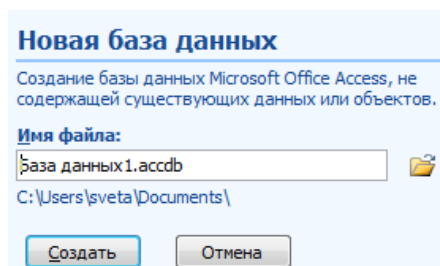 Новая база данных
Создание базы данных Microsoft Office Access, не
содержащей существующих данных или объектов.
Имя файла:
База данных1.accdb
C:\Users\sveta\Documents\
Создать Отмена